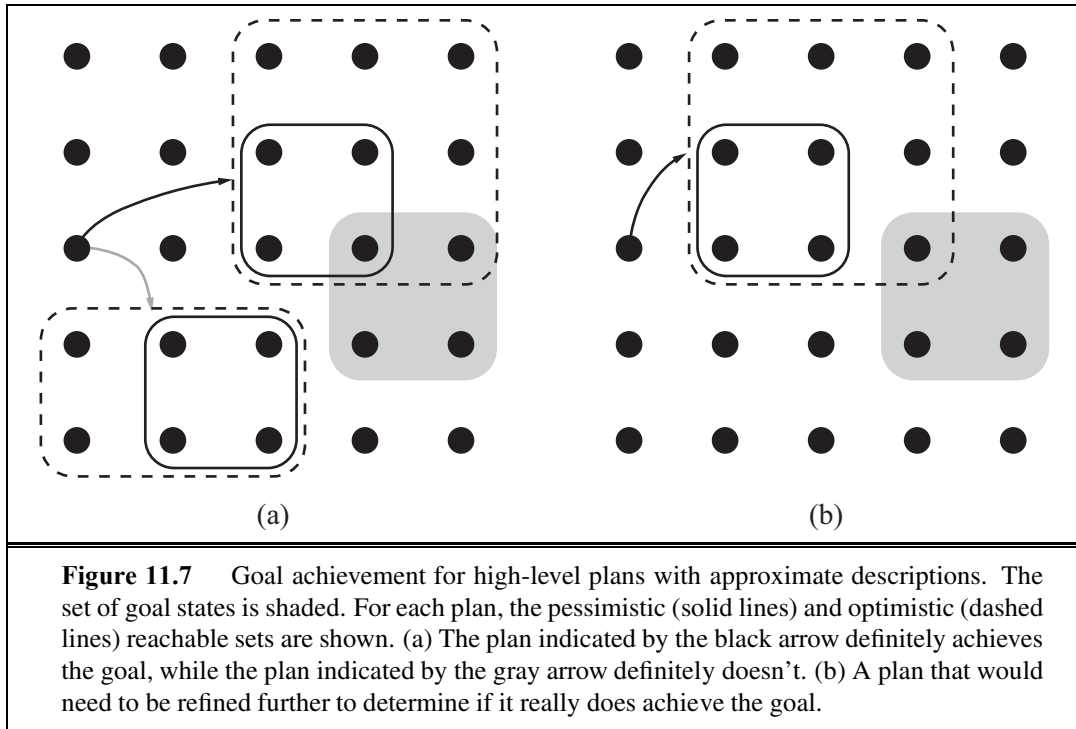 (a)
(b)
Figure 11.7 Goal achievement for high-level plans with approximate descriptions. The
set of goal states is shaded. For each plan, the pessimistic (solid lines) and optimistic (dashed
lines) reachable sets are shown. (a) The plan indicated by the black arrow definitely achieves
the goal, while the plan indicated by the gray arrow definitely doesn't. (b) A plan that would
need to be refined further to determine if it really does achieve the goal.